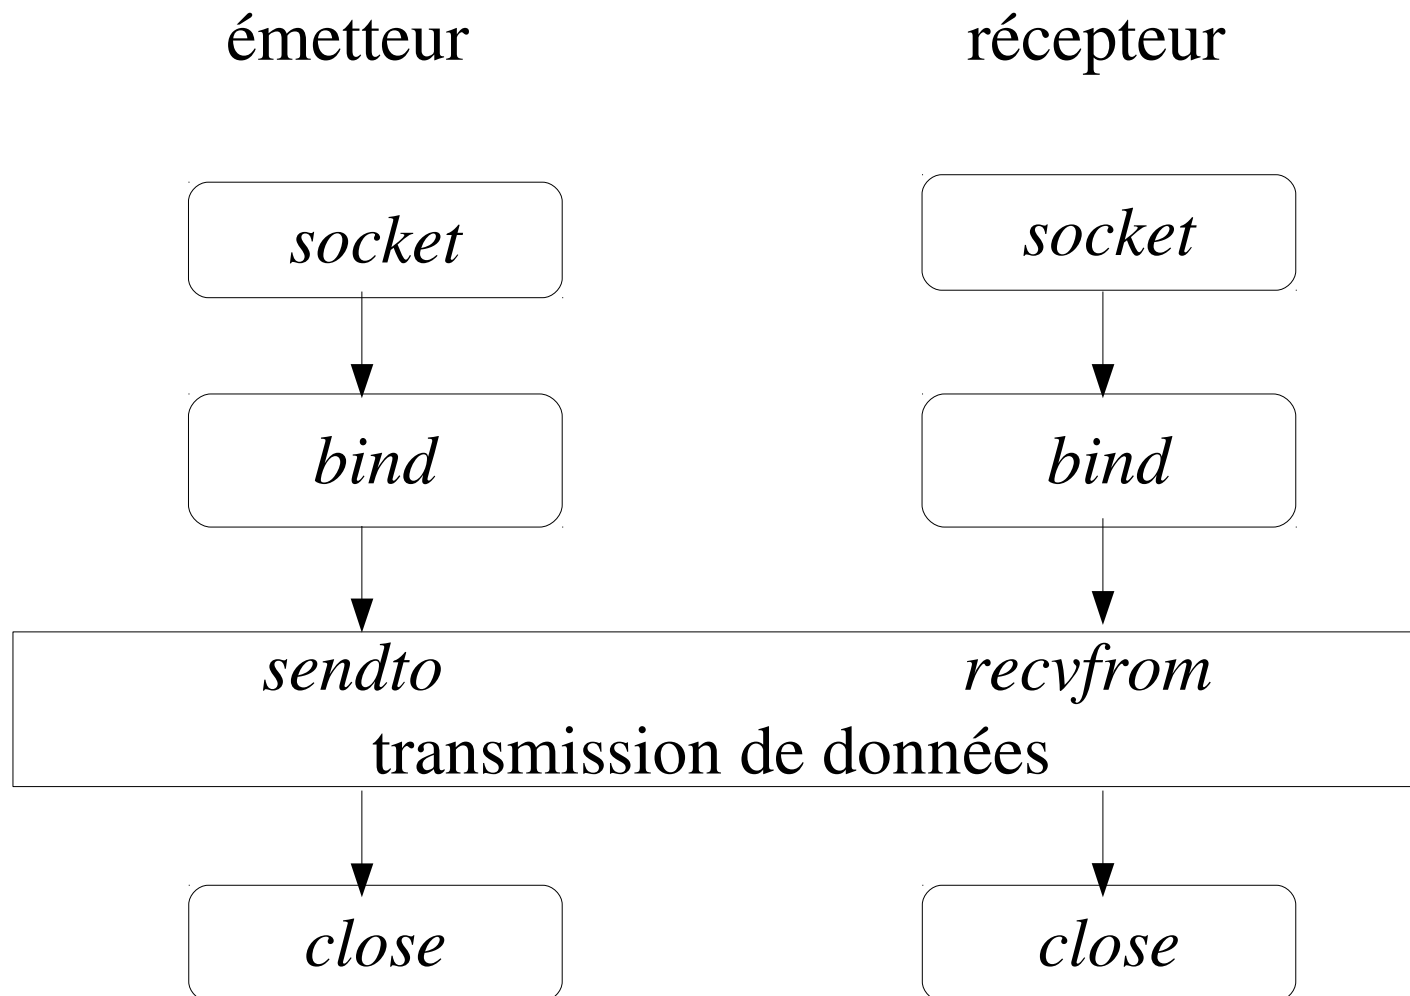 émetteur récepteur
socket socket
bind bind
sendto recvfrom
transmission de données
close close